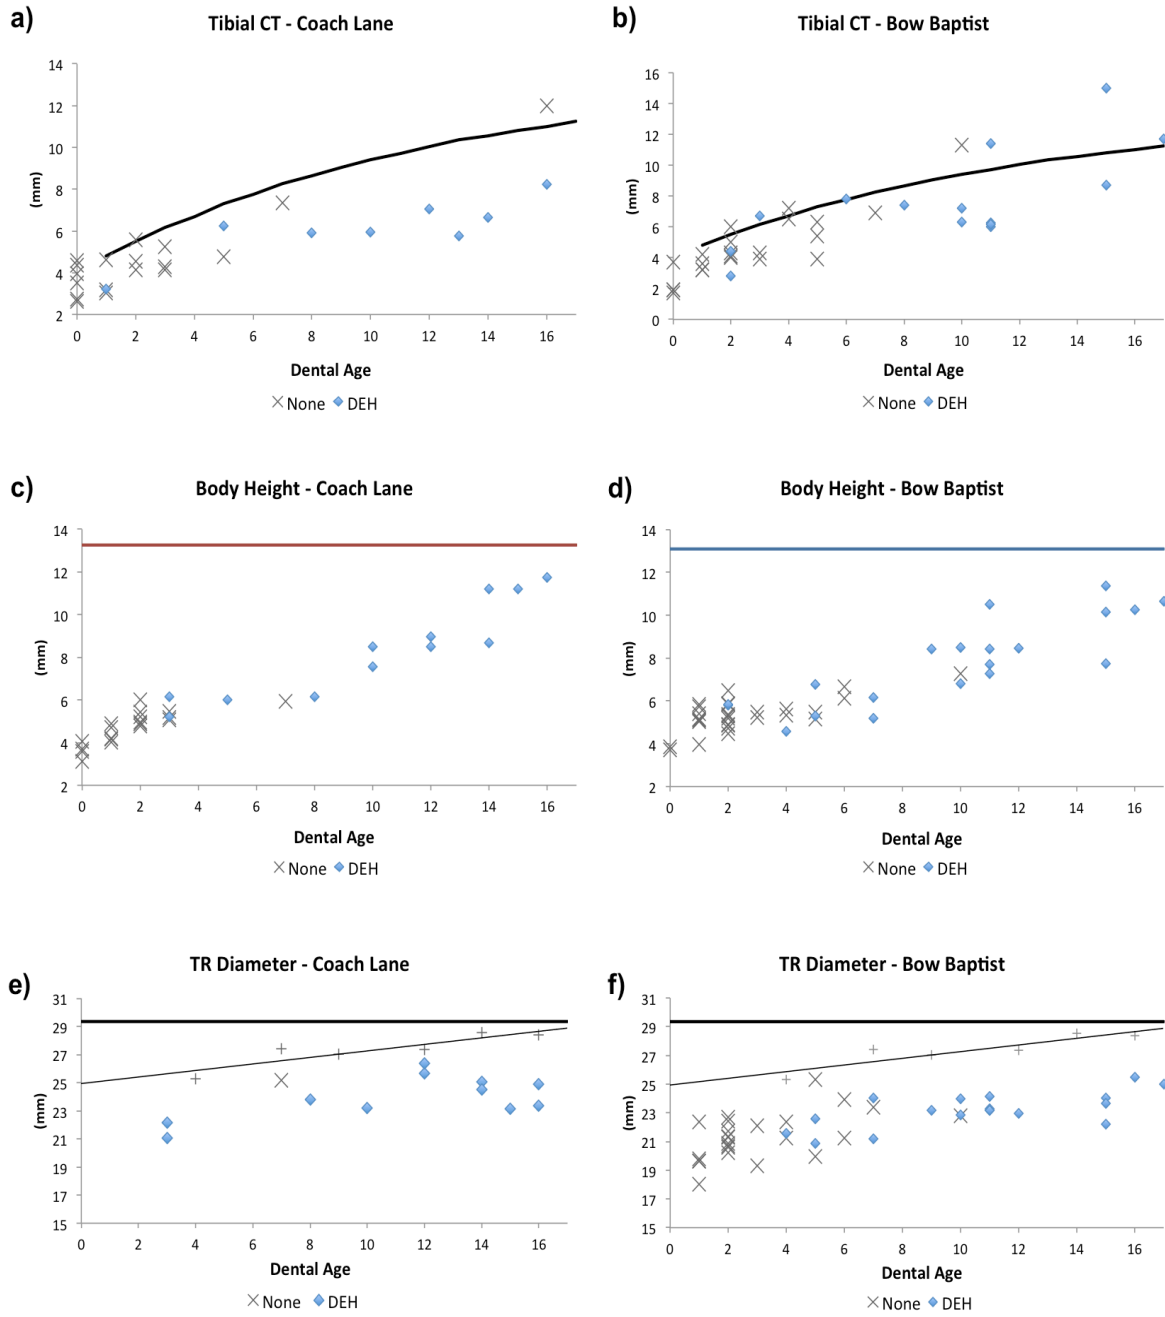 a)
Tibial CT - Coach Lane
14
12
10
8
6
4
2
(mm)
0 2 4 6 8 10 12 14 16
Dental Age
None DEH
b)
Tibial CT - Bow Baptist
16
14
12
10
8
6
4
2
0
(mm)
0 2 4 6 8 10 12 14 16
Dental Age
None DEH
c)
Body Height - Coach Lane
14
12
10
8
6
4
2
(mm)
0 2 4 6 8 10 12 14 16
Dental Age
None DEH
d)
Body Height - Bow Baptist
14
12
10
8
6
4
2
(mm)
0 2 4 6 8 10 12 14 16
Dental Age
None DEH
e)
TR Diameter - Coach Lane
31
29
27
25
23
21
19
17
15
(mm)
0 2 4 6 8 10 12 14 16
Dental Age
None DEH
f)
TR Diameter - Bow Baptist
31
29
27
25
23
21
19
17
15
(mm)
0 2 4 6 8 10 12 14 16
Dental Age
None DEH